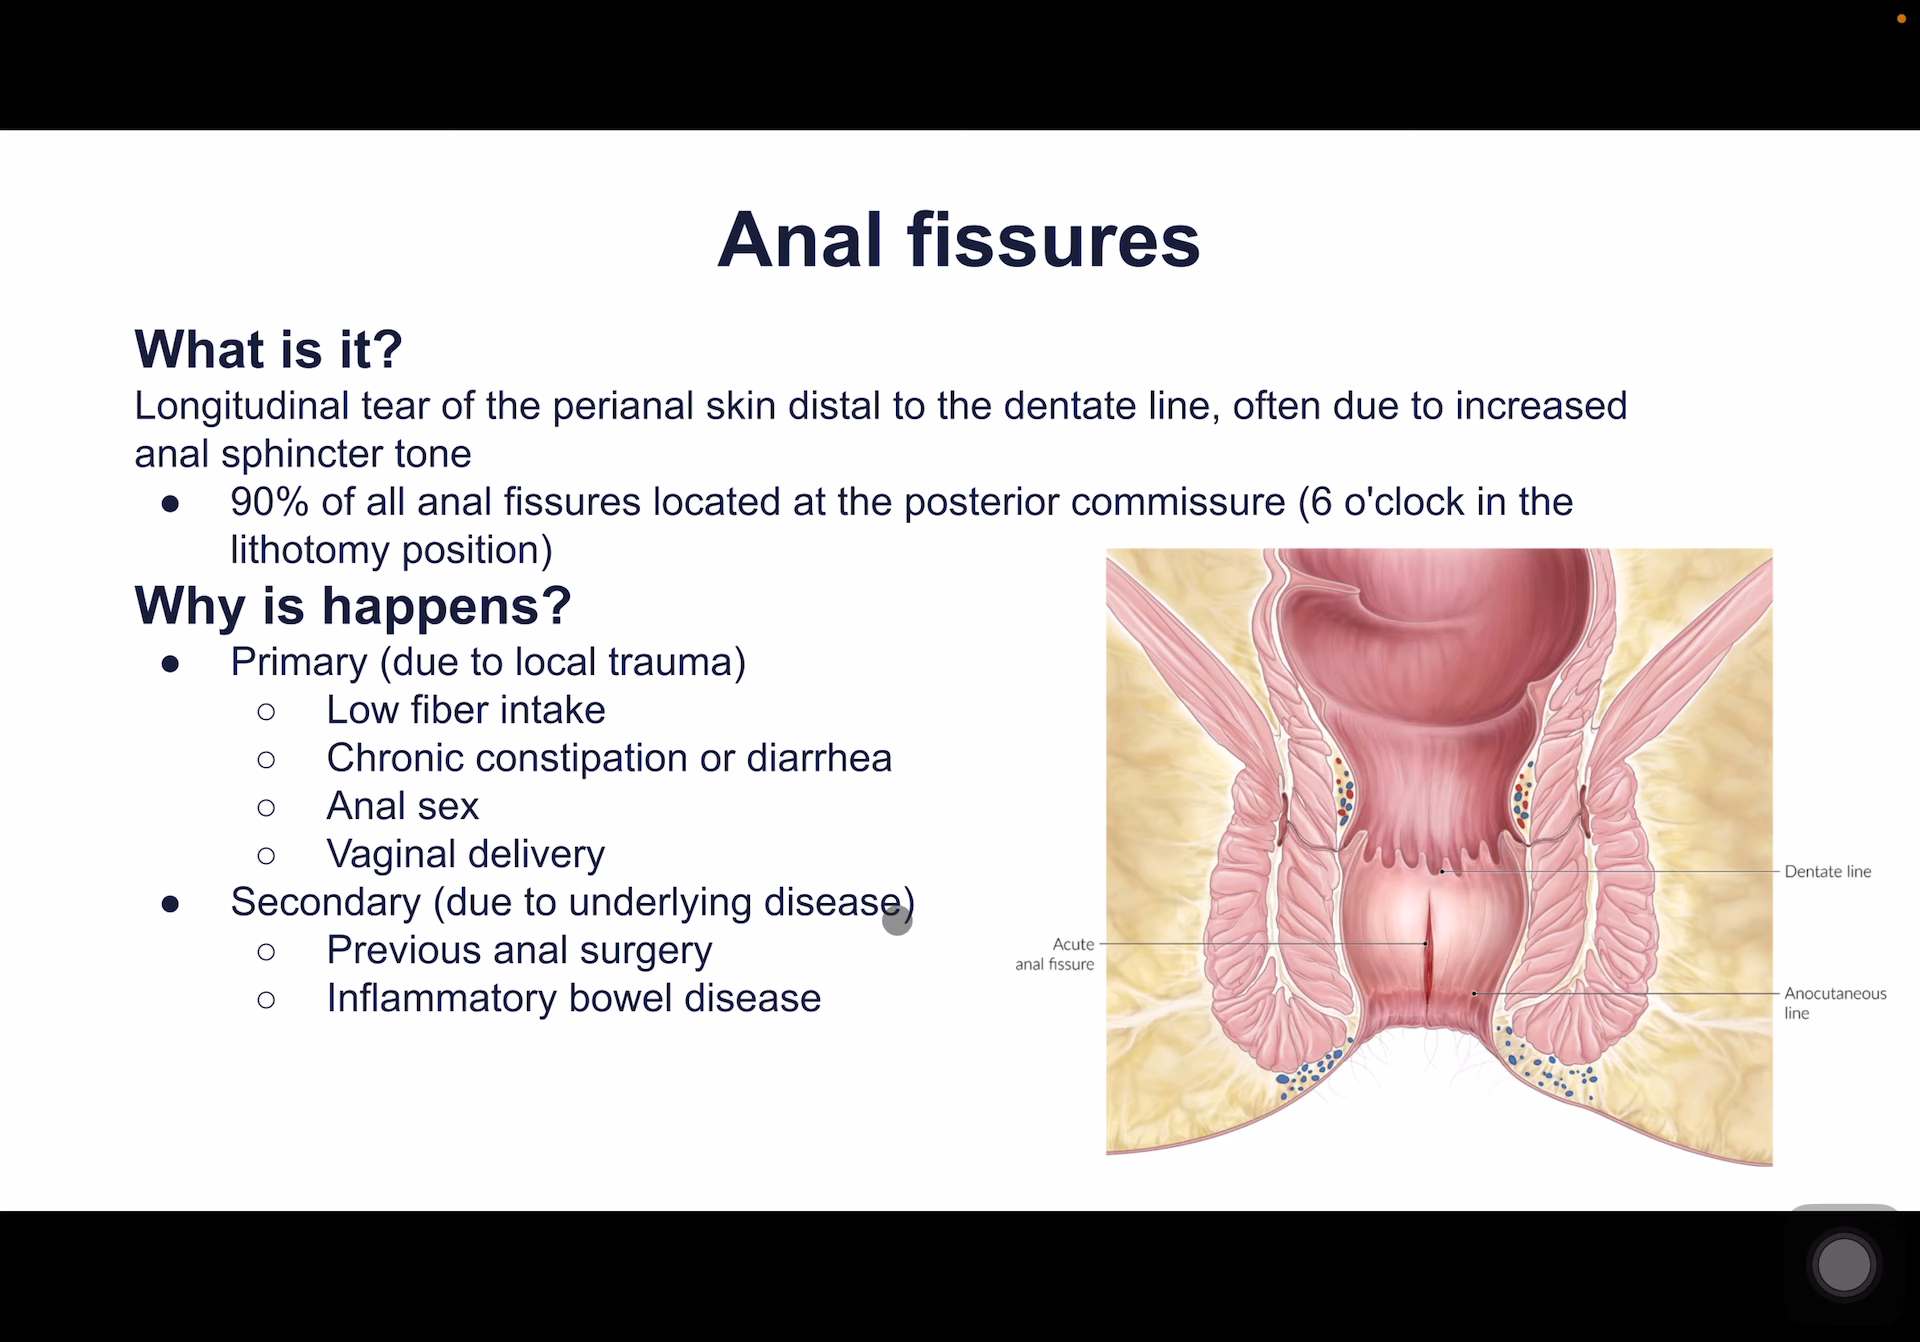 Anal fissures
What is it?
Longitudinal tear of the perianal skin distal to the dentate line, often due to increased
anal sphincter tone
● 90% of all anal fissures located at the posterior commissure (6 o'clock in the
lithotomy position)
Why is happens?
● Primary (due to local trauma)
○ Low fiber intake
○ Chronic constipation or diarrhea
○ Anal sex
○ Vaginal delivery
● Secondary (due to underlying disease)
○ Previous anal surgery
○ Inflammatory bowel disease
Dentate line
Acute
anal fissure
Anocutaneous
line